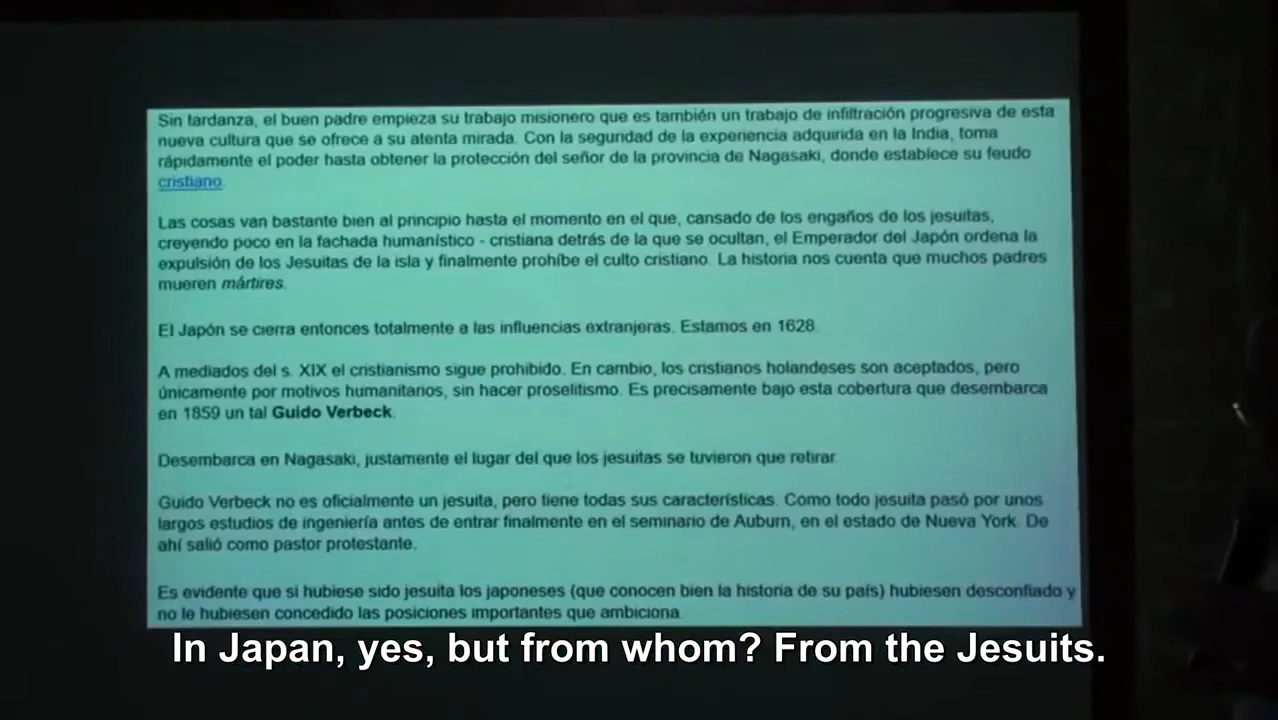 Sin tardanza, el buen padre empieza su trabajo misionero que es también un trabajo de infiltración progresiva de esta
nueva cultura que se ofrece a su atenta mirada. Con la seguridad de la experiencia adquirida en la India, toma
rápidamente el poder hasta obtener la protección del señor de la provincia de Nagasaki, donde establece su feudo
cristiano.
Las cosas van bastante bien al principio hasta el momento en el que, cansado de los engaños de los jesuitas,
creyendo poco en la fachada humanístico - cristiana detrás de la que se ocultan, el Emperador del Japón ordena la
expulsión de los Jesuitas de la isla y finalmente prohíbe el culto cristiano. La historia nos cuenta que muchos padres
mueren mártires.
El Japón se cierra entonces totalmente a las influencias extranjeras. Estamos en 1628
A mediados del s. XIX el cristianismo sigue prohibido. En cambio, los cristianos holandeses son aceptados, pero
únicamente por motivos humanitarios, sin hacer proselitismo. Es precisamente bajo esta cobertura que desembarca
en 1859 un tal Guido Verbeck.
Desembarca en Nagasaki, justamente el lugar del que los jesuitas se tuvieron que retirar.
Guido Verbeck no es oficialmente un jesuita, pero tiene todas sus características. Como todo jesuita pasó por unos
largos estudios de ingeniería antes de entrar finalmente en el seminario de Auburn, en el estado de Nueva York. De
ahí salió como pastor protestante.
Es evidente que si hubiese sido jesuita los japoneses (que conocen bien la historia de su país) hubiesen desconfiado y
no le hubiesen concedido las posiciones importantes que ambiciona.
In Japan, yes, but from whom? From the Jesuits.